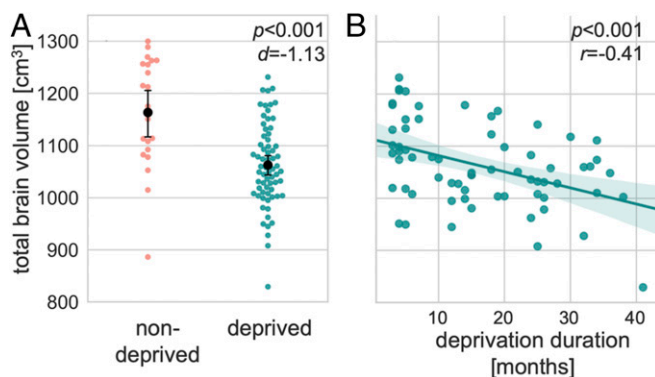 A
p<0.001
d=-1.13
total brain volume [cm³]
1300
1200
1100
1000
900
800
non-
deprived
deprived
B
p<0.001
r=-0.41
10
20
30
40
deprivation duration
[months]